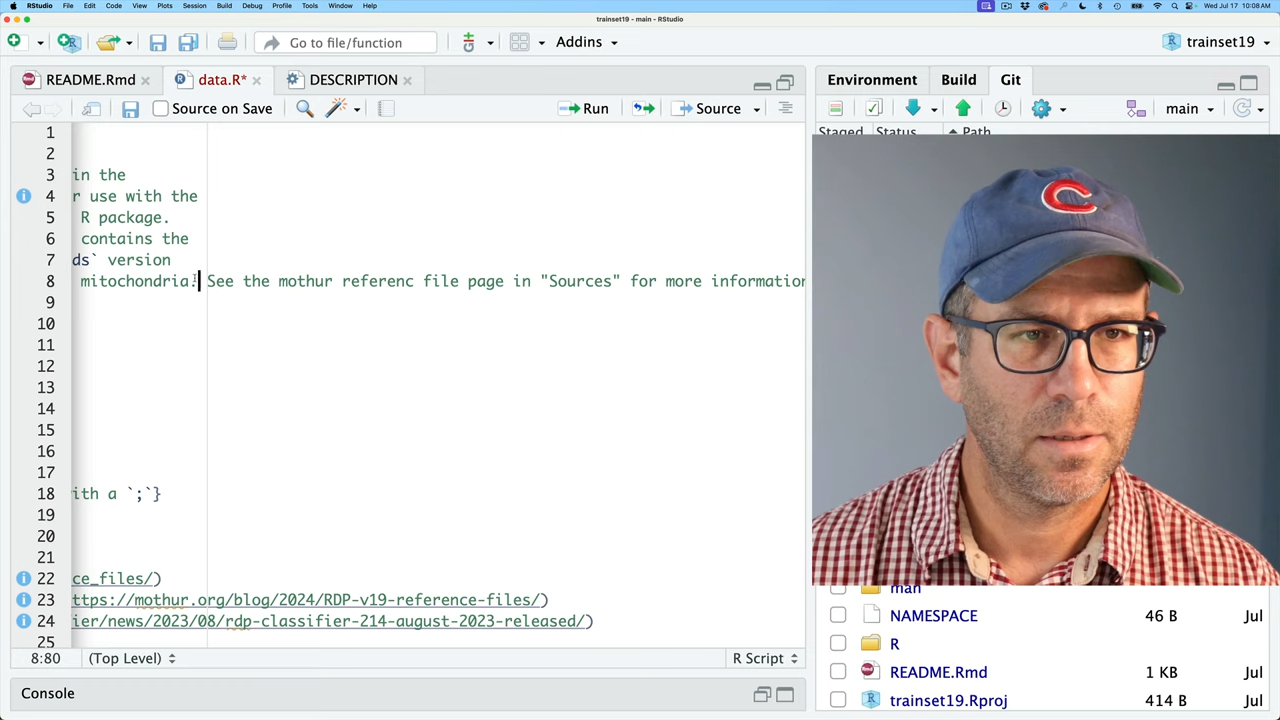 RStudio File Edit Code View Plots Session Build Debug Profile Tools Window Help Wed Jul 17 10:08 AM
trainset19 - main - RStudio
Go to file/function Addins trainset19
README.Rmd data.R* DESCRIPTION Environment Build Git
Source on Save Run Source main
Staged Status Path
1
2
3 in the
4 r use with the
5 R package.
6 contains the
7 ds` version
8 mitochondria. See the mothur referenc file page in "Sources" for more information
9
10
11
12
13
14
15
16
17
18 ith a `;`}
19
20
21
22 ce_files/)
23 ttps://mothur.org/blog/2024/RDP-v19-reference-files/)
24 ier/news/2023/08/rdp-classifier-214-august-2023-released/)
25
8:80 (Top Level) R Script
Console
man
NAMESPACE 46 B Jul
R
README.Rmd 1 KB Jul
trainset19.Rproj 414 B Jul
C